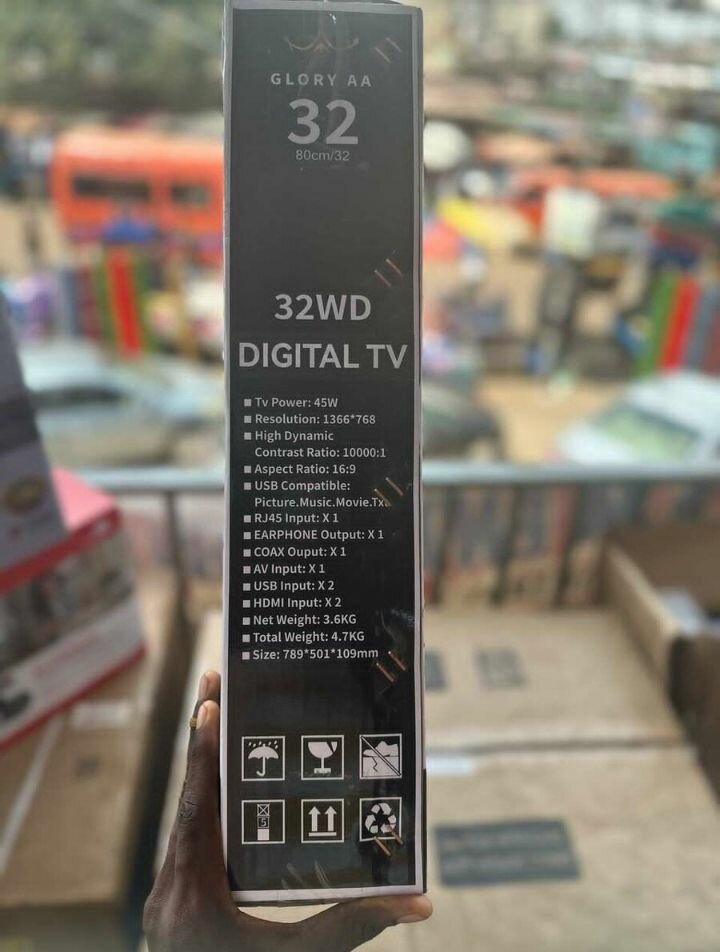 GLORY AA
32
80cm/32
32WD
DIGITAL TV
■ Tv Power: 45W
■ Resolution: 1366*768
■ High Dynamic
Contrast Ratio: 10000:1
■ Aspect Ratio: 16:9
■ USB Compatible:
Picture.Music.Movie.Txt
■ RJ45 Input: X 1
■ EARPHONE Output: X 1
■ COAX Ouput: X 1
■ AV Input: X 1
■ USB Input: X 2
■ HDMI Input: X 2
■ Net Weight: 3.6KG
■ Total Weight: 4.7KG
■ Size: 789*501*109mm
5